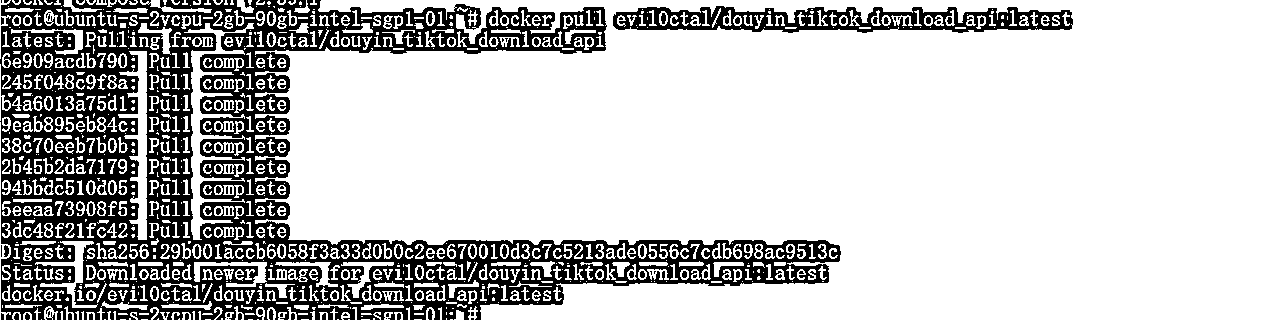 Docker Compose version v2.35.1
root@ubuntu-s-2vcpu-2gb-90gb-intel-sgp1-01:~# docker pull evil0ctal/douyin_tiktok_download_api:latest
latest: Pulling from evil0ctal/douyin_tiktok_download_api
6e909acdb790: Pull complete
245f048c9f8a: Pull complete
b4a6013a75d1: Pull complete
9eab895eb84c: Pull complete
38c70eeb7b0b: Pull complete
2b45b2da7179: Pull complete
94bbdc510d05: Pull complete
5eeaa73908f5: Pull complete
3dc48f21fc42: Pull complete
Digest: sha256:29b001accb6058f3a33d0b0c2ee670010d3c7c5213ade0556c7cdb698ac9513c
Status: Downloaded newer image for evil0ctal/douyin_tiktok_download_api:latest
docker.io/evil0ctal/douyin_tiktok_download_api:latest
root@ubuntu-s-2vcpu-2gb-90gb-intel-sgp1-01:~#